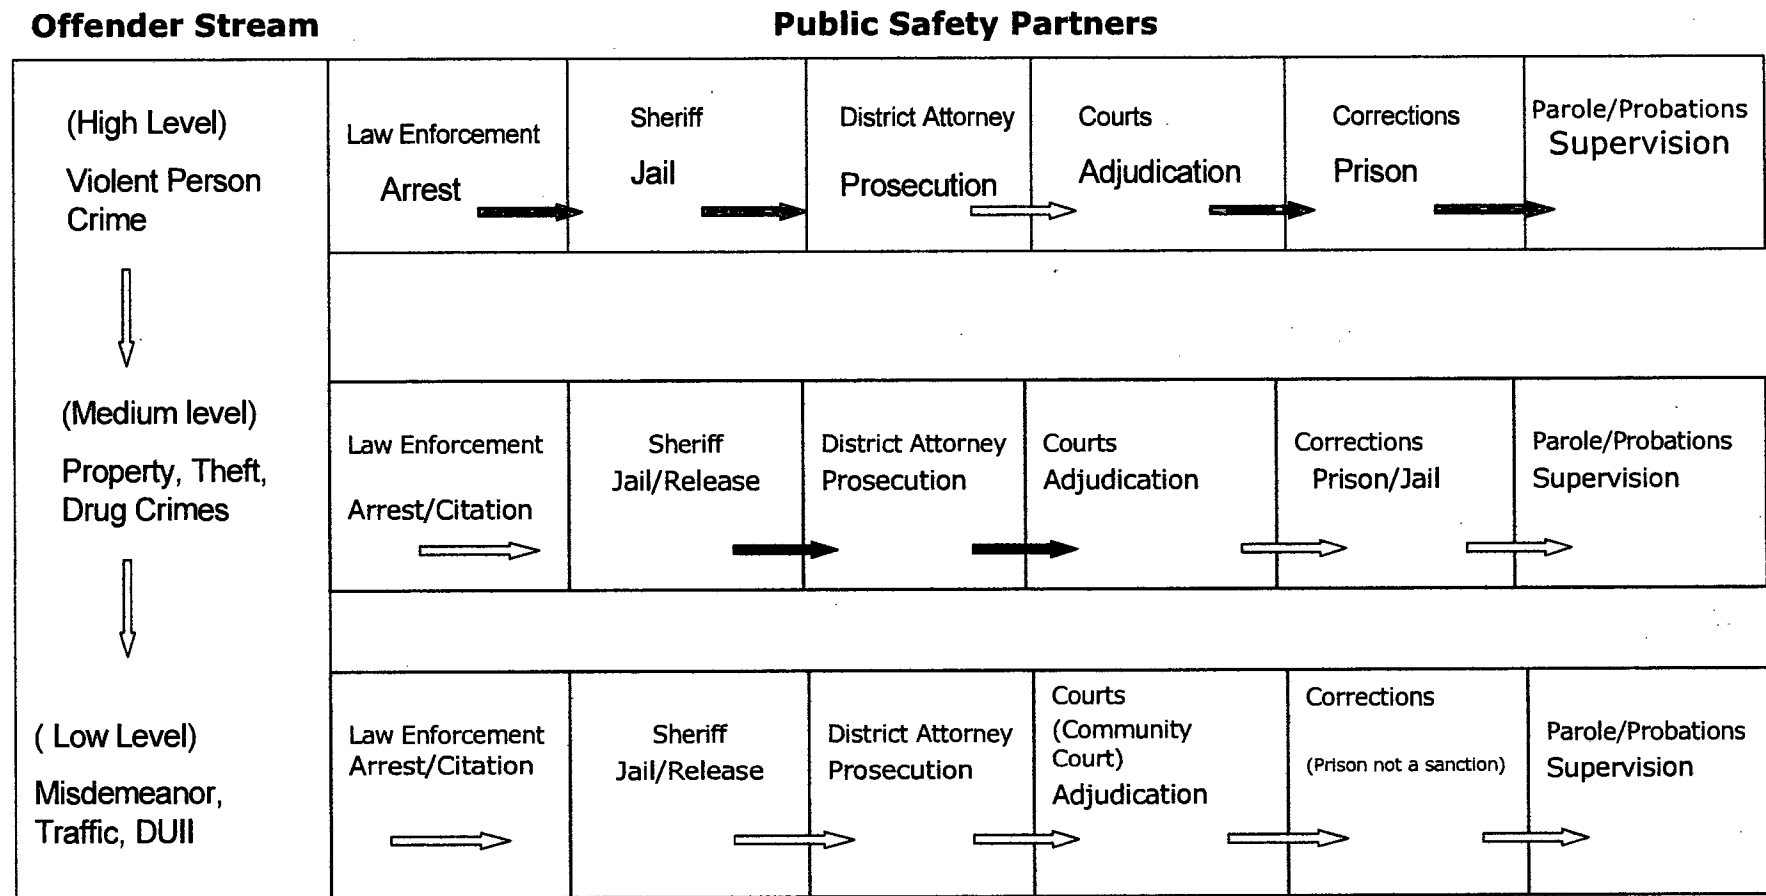 Offender Stream
Public Safety Partners
(High Level)
Violent Person
Crime
Law Enforcement
Arrest
Sheriff
Jail
District Attorney
Prosecution
Courts
Adjudication
Corrections
Prison
Parole/Probations
Supervision
(Medium level)
Property, Theft,
Drug Crimes
Law Enforcement
Arrest/Citation
Sheriff
Jail/Release
District Attorney
Prosecution
Courts
Adjudication
Corrections
Prison/Jail
Parole/Probations
Supervision
( Low Level)
Misdemeanor,
Traffic, DUII
Law Enforcement
Arrest/Citation
Sheriff
Jail/Release
District Attorney
Prosecution
Courts
(Community
Court)
Adjudication
Corrections
(Prison not a sanction)
Parole/Probations
Supervision